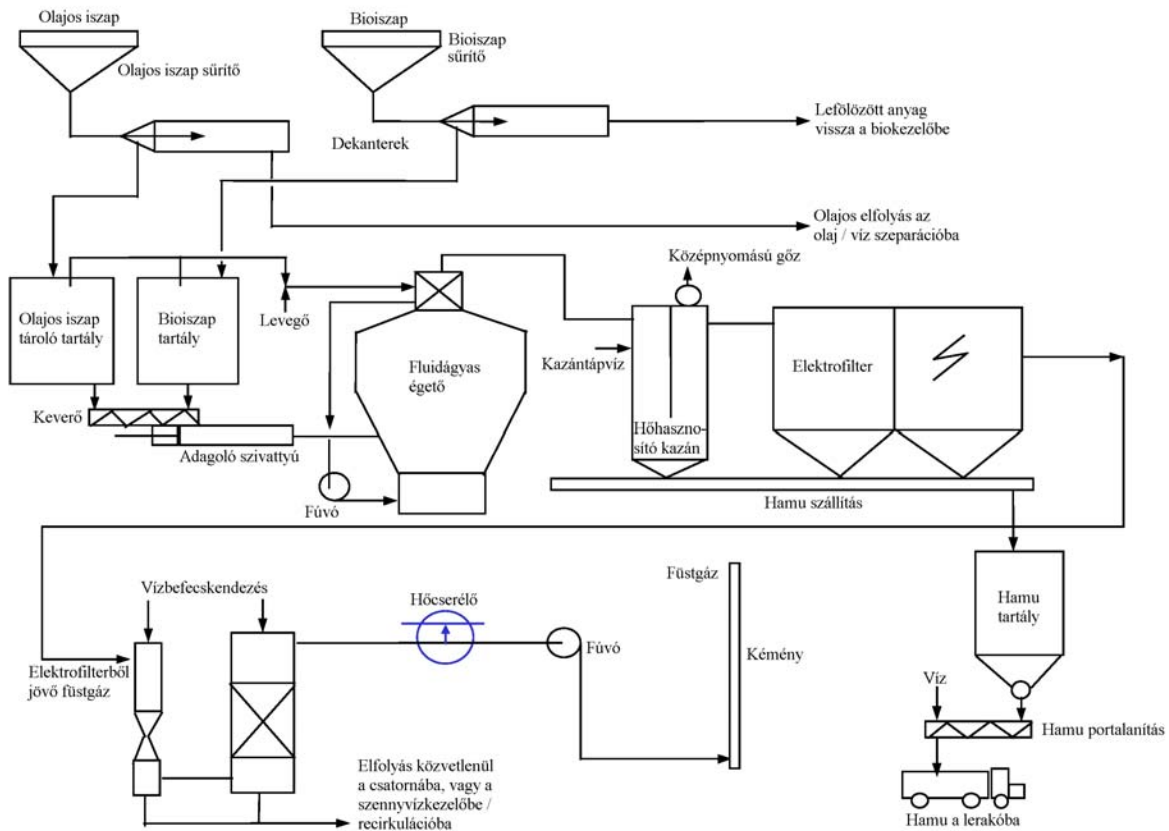 Olajos iszap
Bioiszap
Olajos iszap sűrítő
Bioiszap
sűrítő
Dekanterek
Lefölözött anyag
vissza a biokezelőbe
Olajos elfolyás az
olaj / víz szeparációba
Középnyomású gőz
Olajos iszap
tároló tartály
Bioiszap
tartály
Levegő
Kazántápvíz
Fluidágyas
égető
Elektrofilter
Keverő
Adagoló szivattyú
Hőhaszno-
sító kazán
Fúvó
Hamu szállítás
Vízbefecskendezés
Hőcserélő
Füstgáz
Hamu
tartály
Elektrofilterből
jövő füstgáz
Fúvó
Kémény
Víz
Hamu portalanítás
Elfolyás közvetlenül
a csatornába, vagy a
szennyvízkezelőbe /
recirkulációba
Hamu a lerakóba